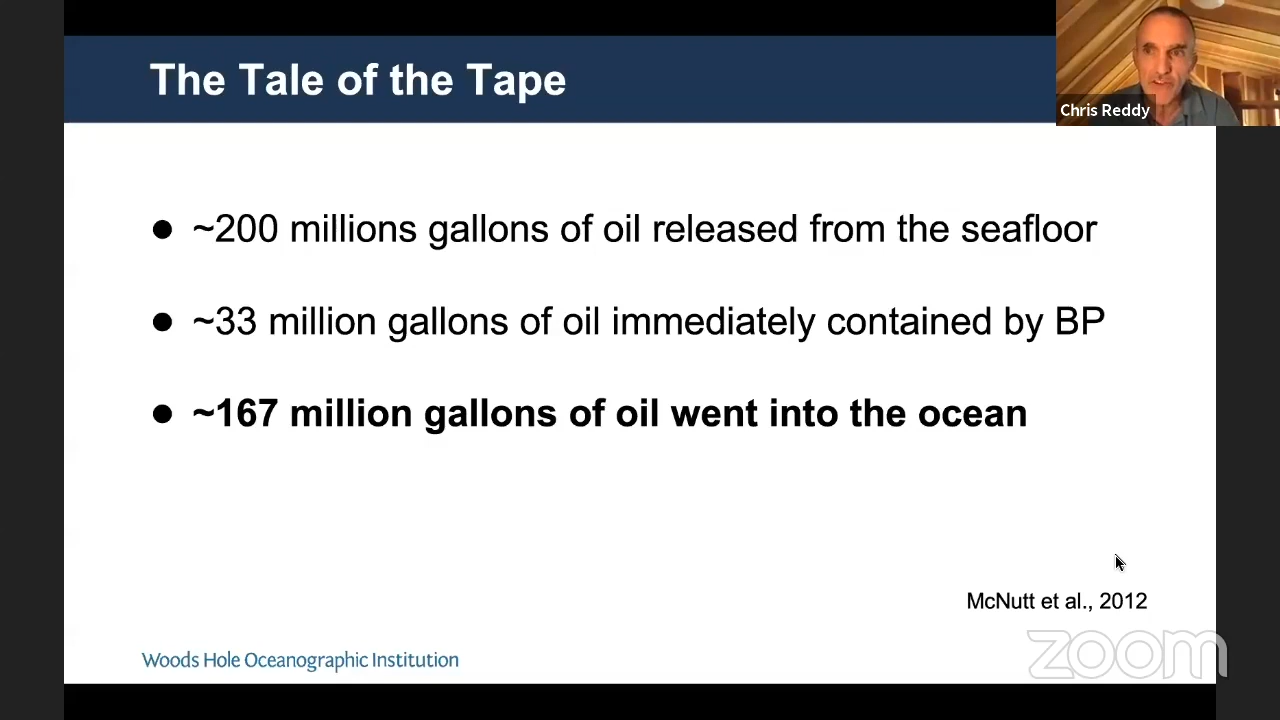 The Tale of the Tape
Chris Reddy
● ~200 millions gallons of oil released from the seafloor
● ~33 million gallons of oil immediately contained by BP
● ~167 million gallons of oil went into the ocean
McNutt et al., 2012
Woods Hole Oceanographic Institution
zoom